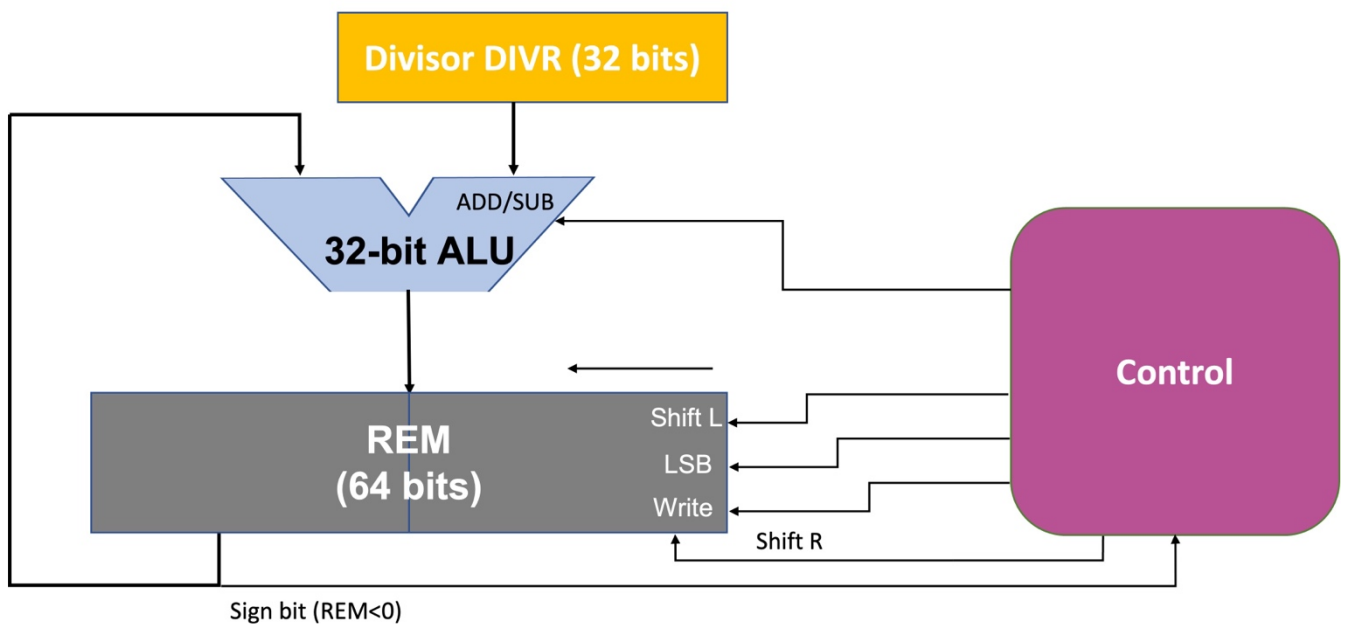 Divisor DIVR (32 bits)
ADD/SUB
32-bit ALU
Control
Shift L
REM
LSB
(64 bits)
Write
Shift R
Sign bit (REM<0)